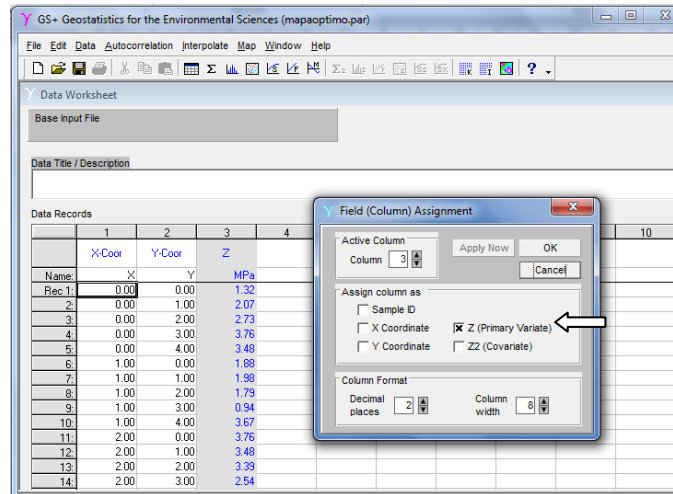 GS+ Geostatistics for the Environmental Sciences (mapaoptimo.par)
File Edit Data Autocorrelation Interpolate Map Window Help
Data Worksheet
Base Input File
Data Title / Description
Data Records
1 2 3 4 10
X-Coor Y-Coor Z
Name: X Y MPa
Rec 1: 0.00 0.00 1.32
2: 0.00 1.00 2.07
3: 0.00 2.00 2.73
4: 0.00 3.00 3.76
5: 0.00 4.00 3.48
6: 1.00 0.00 1.88
7: 1.00 1.00 1.98
8: 1.00 2.00 1.79
9: 1.00 3.00 0.94
10: 1.00 4.00 3.67
11: 2.00 0.00 3.76
12: 2.00 1.00 3.48
13: 2.00 2.00 3.39
14: 2.00 3.00 2.54
Field (Column) Assignment
Active Column
Column 3
Apply Now OK
Cancel
Assign column as
Sample ID
X Coordinate Z (Primary Variate)
Y Coordinate Z2 (Covariate)
Column Format
Decimal places 2 Column width 8